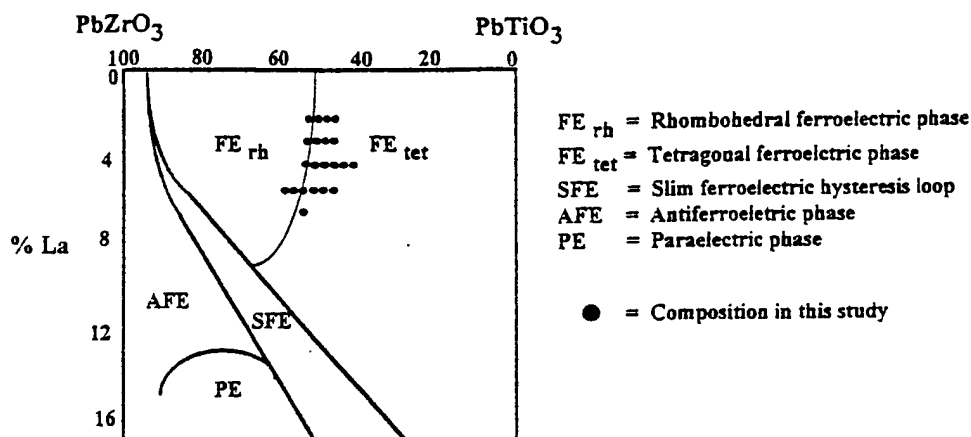 PbZrO3 PbTiO3
100 80 60 40 20 0
0
4
8
12
16
% La
FE rh
FE tet
AFE
SFE
PE
FE rh = Rhombohedral ferroelectric phase
FE tet = Tetragonal ferroelctric phase
SFE = Slim ferroelectric hysteresis loop
AFE = Antiferroeletric phase
PE = Paraelectric phase
● = Composition in this study